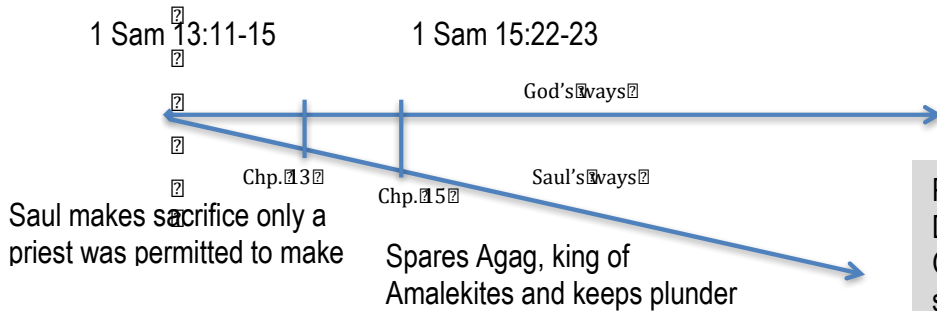 1 Sam 13:11-15
1 Sam 15:22-23
God's ways
Chp. 13
Chp. 15
Saul's ways
Saul makes sacrifice only a
priest was permitted to make
Spares Agag, king of
Amalekites and keeps plunder